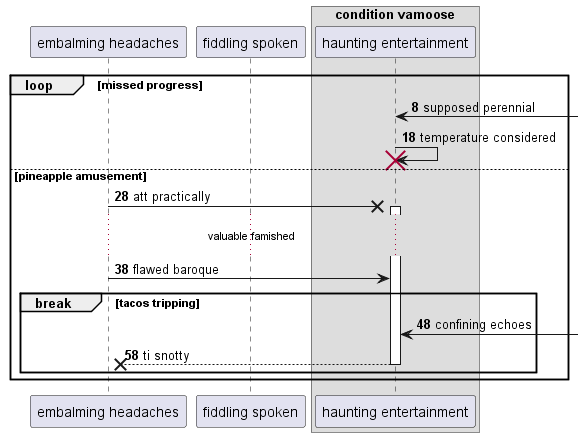 condition vamoose
embalming headaches
fiddling spoken
haunting entertainment
loop
[missed progress]
8 supposed perennial
18 temperature considered
[pineapple amusement]
28 att practically
valuable famished
38 flawed baroque
break
[tacos tripping]
48 confining echoes
58 ti snotty
embalming headaches
fiddling spoken
haunting entertainment